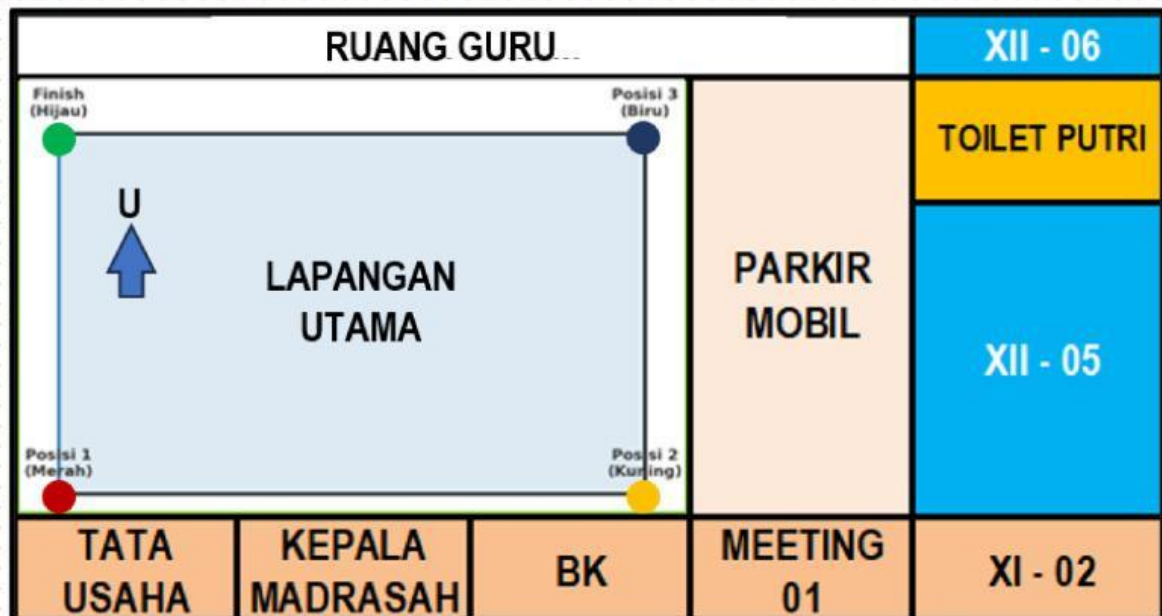 RUANG GURU
XII - 06
Finish
(Hijau)
Posisi 3
(Biru)
TOILET PUTRI
U
LAPANGAN
UTAMA
PARKIR
MOBIL
XII - 05
Posisi 1
(Merah)
Posisi 2
(Kuning)
TATA
USAHA
KEPALA
MADRASAH
BK
MEETING
01
XI - 02